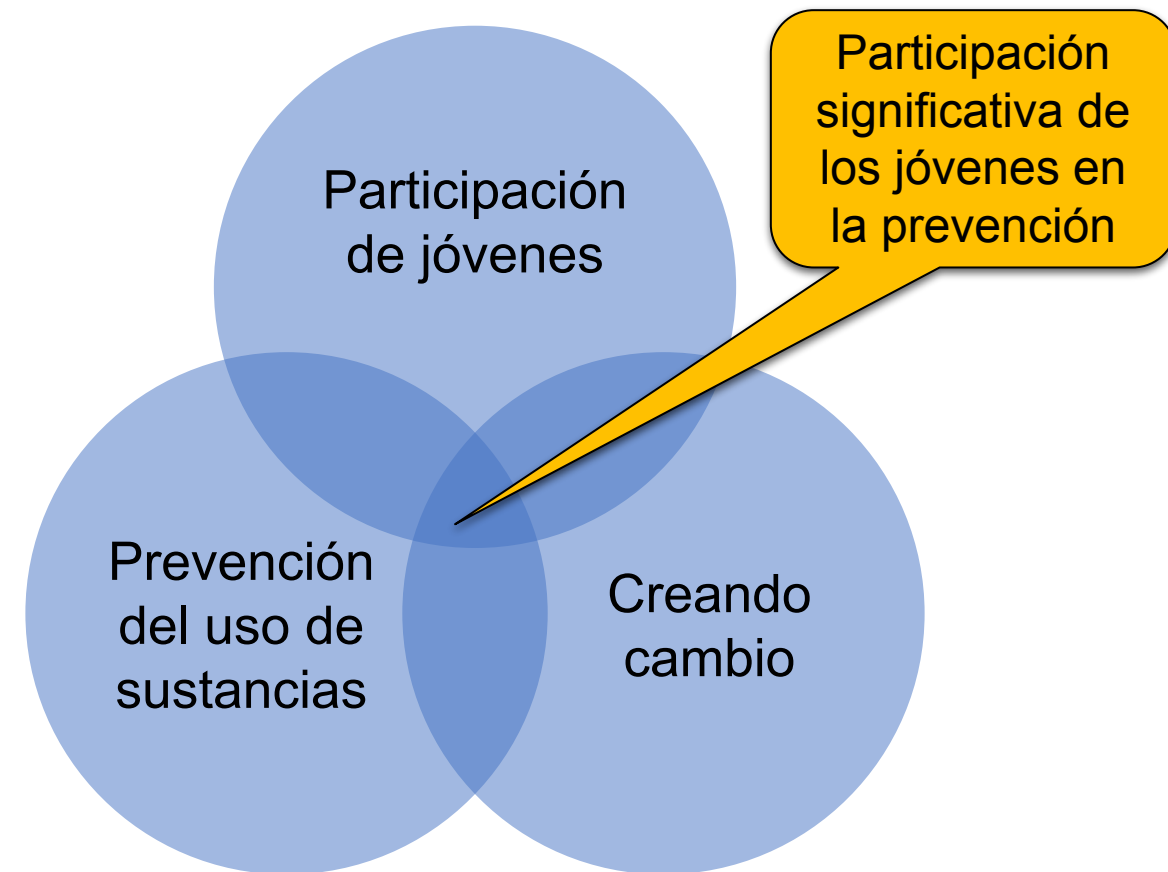 Participación
significativa de
los jóvenes en
la prevención
Participación
de jóvenes
Prevención
del uso de
sustancias
Creando
cambio